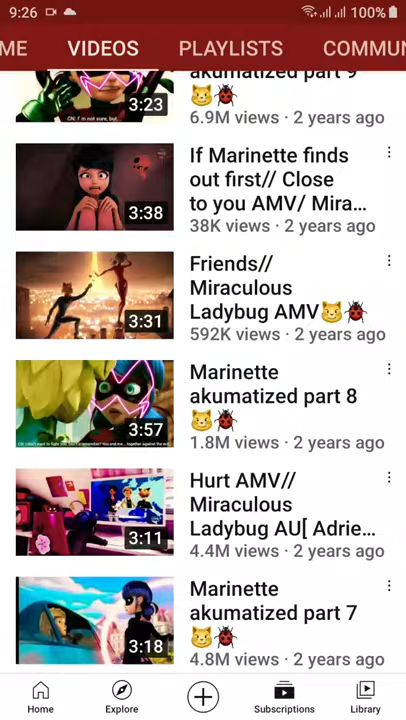 9:26
100%
ME VIDEOS PLAYLISTS COMMUN
akumatized part 9
🐱🐞
6.9M views · 2 years ago
CN: I'm not sure, but..
3:23
If Marinette finds
out first// Close
to you AMV/ Mira...
38K views · 2 years ago
3:38
Friends//
Miraculous
Ladybug AMV🐱🐞
592K views · 2 years ago
3:31
Marinette
akumatized part 8
🐱🐞
1.8M views · 2 years ago
3:57
Hurt AMV//
Miraculous
Ladybug AU[ Adrie...
4.4M views · 2 years ago
3:11
Marinette
akumatized part 7
🐱🐞
4.8M views · 2 years ago
3:18
Home Explore Subscriptions Library